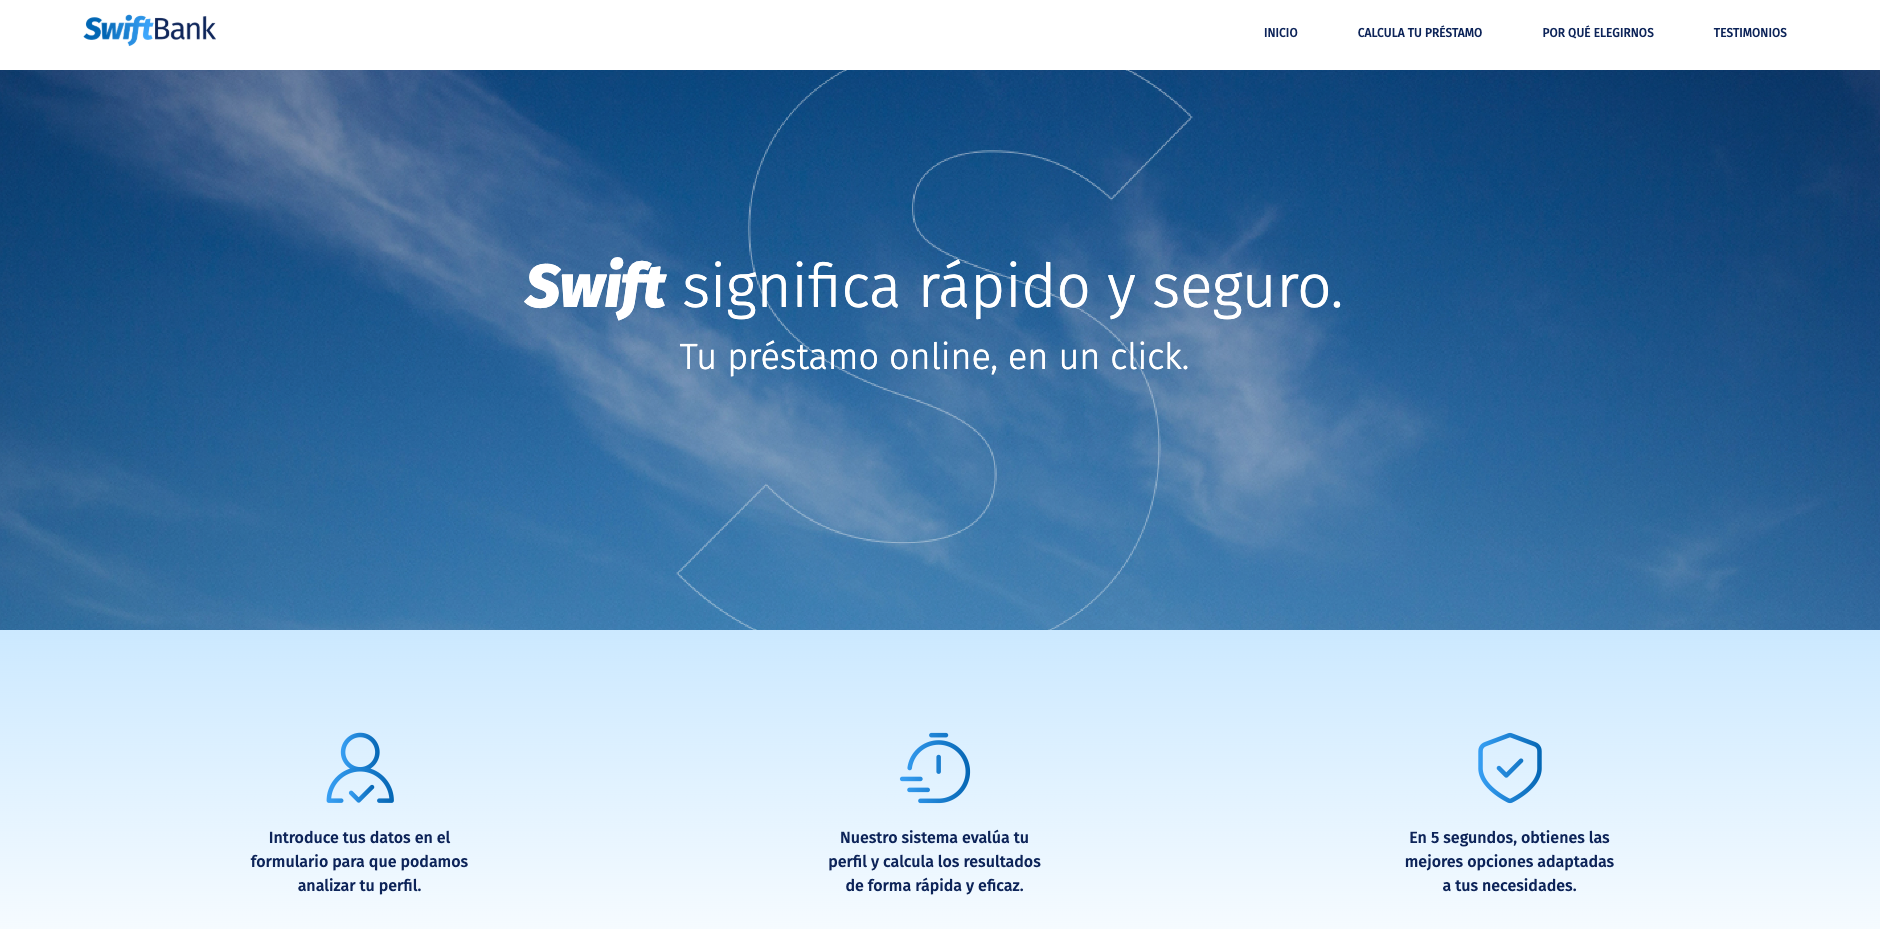 SwiftBank
INICIO
CALCULA TU PRÉSTAMO
POR QUÉ ELEGIRNOS
TESTIMONIOS
Swift significa rápido y seguro.
Tu préstamo online, en un click.
Introduce tus datos en el
formulario para que podamos
analizar tu perfil.
Nuestro sistema evalúa tu
perfil y calcula los resultados
de forma rápida y eficaz.
En 5 segundos, obtienes las
mejores opciones adaptadas
a tus necesidades.